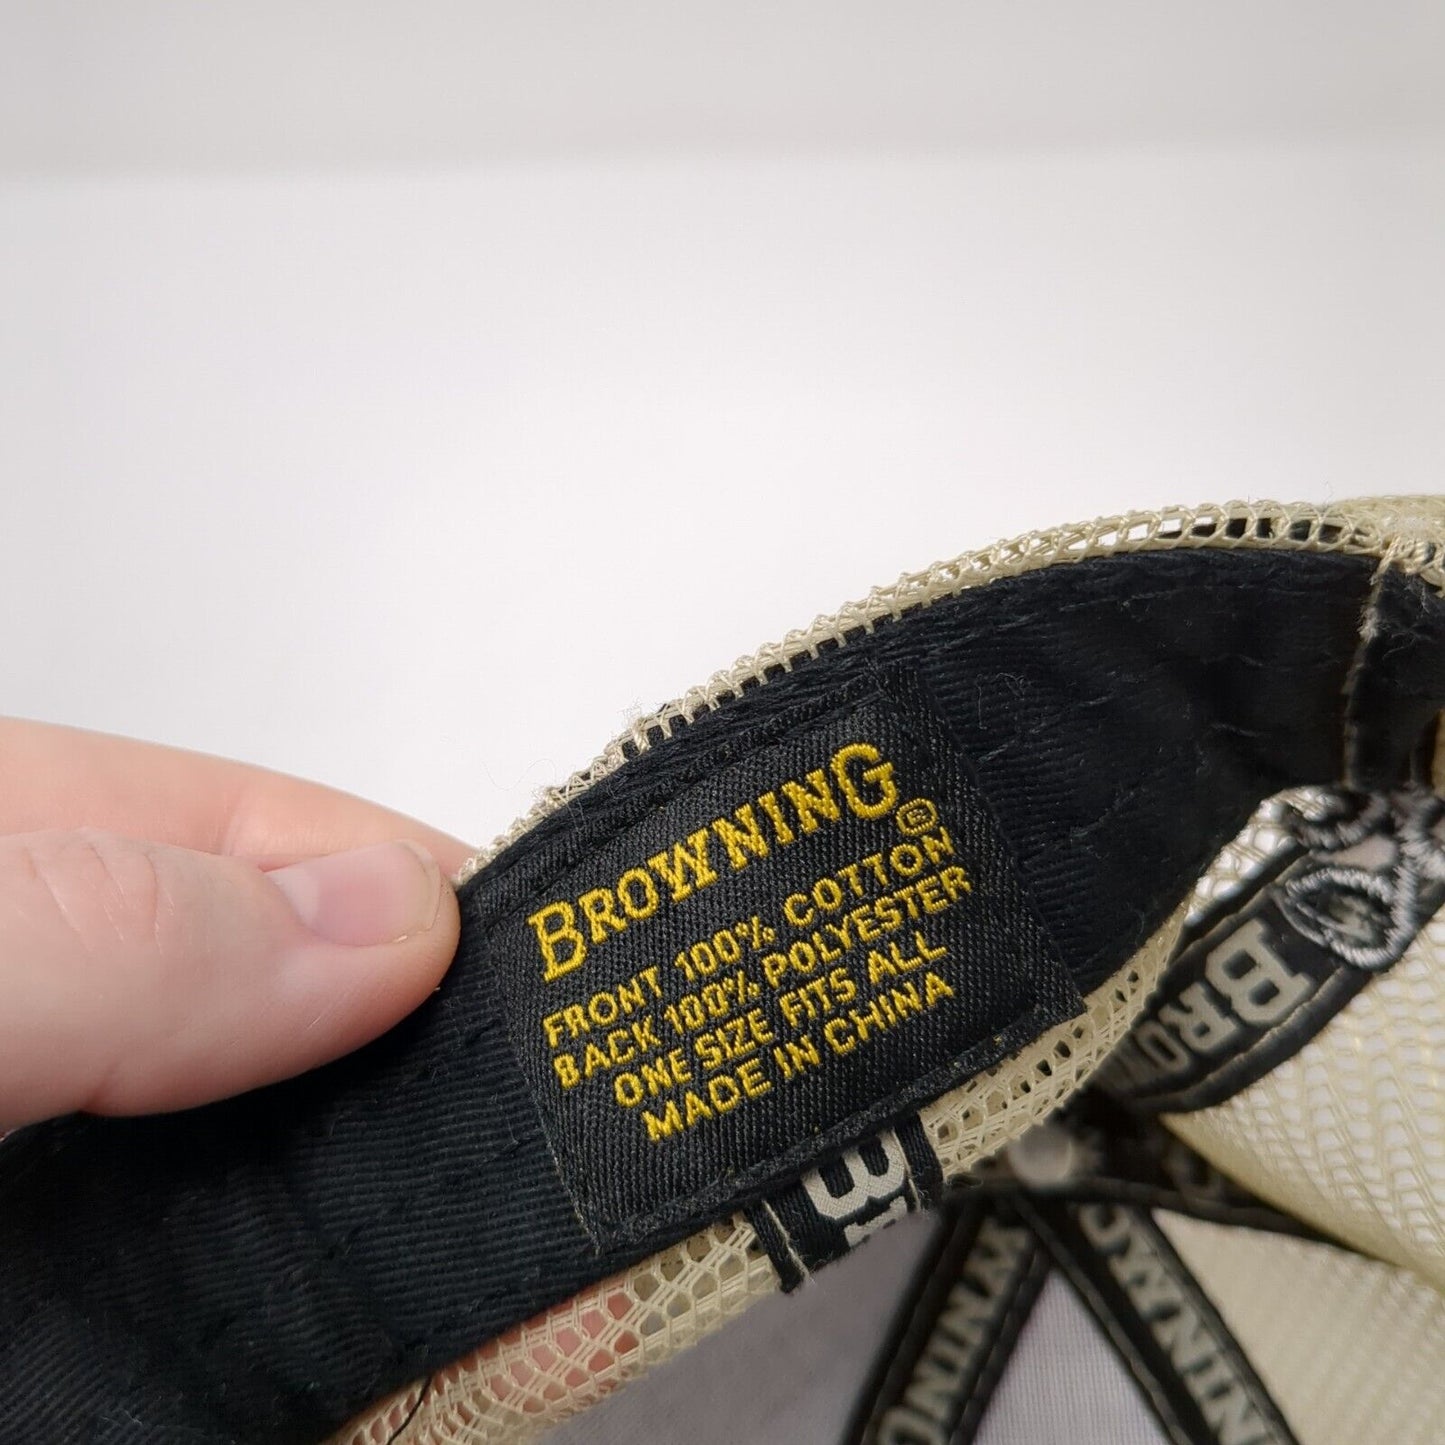 BROWNING ®
FRONT 100% COTTON
BACK 100% POLYESTER
ONE SIZE FITS ALL
MADE IN CHINA